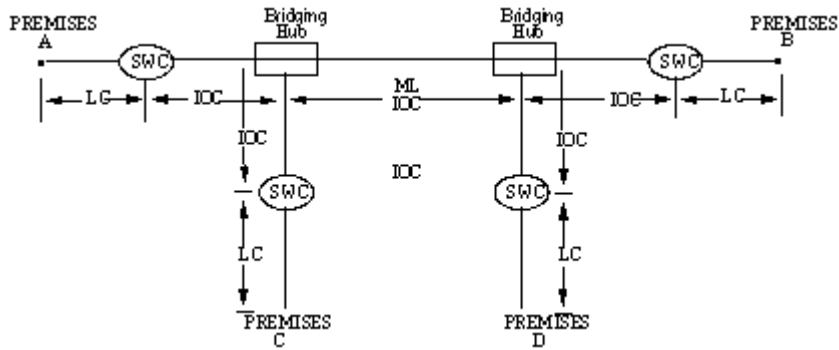 PREMISES
A
Bridging
Hub
Bridging
Hub
PREMISES
B
SWC
SWC
LC
IOC
ML
IOC
IOC
LC
IOC
IOC
IOC
SWC
SWC
LC
LC
PREMISES
C
PREMISES
D